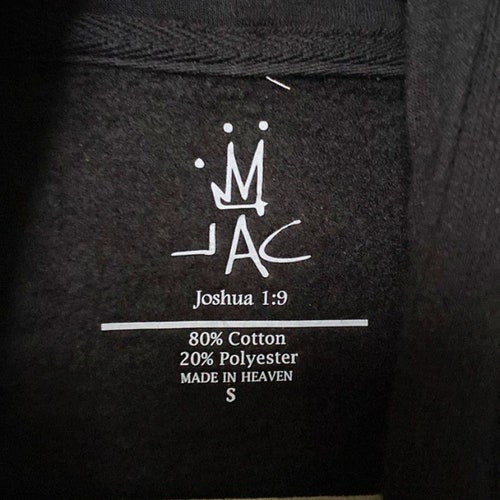 M
JAC
Joshua 1:9
80% Cotton
20% Polyester
MADE IN HEAVEN
S